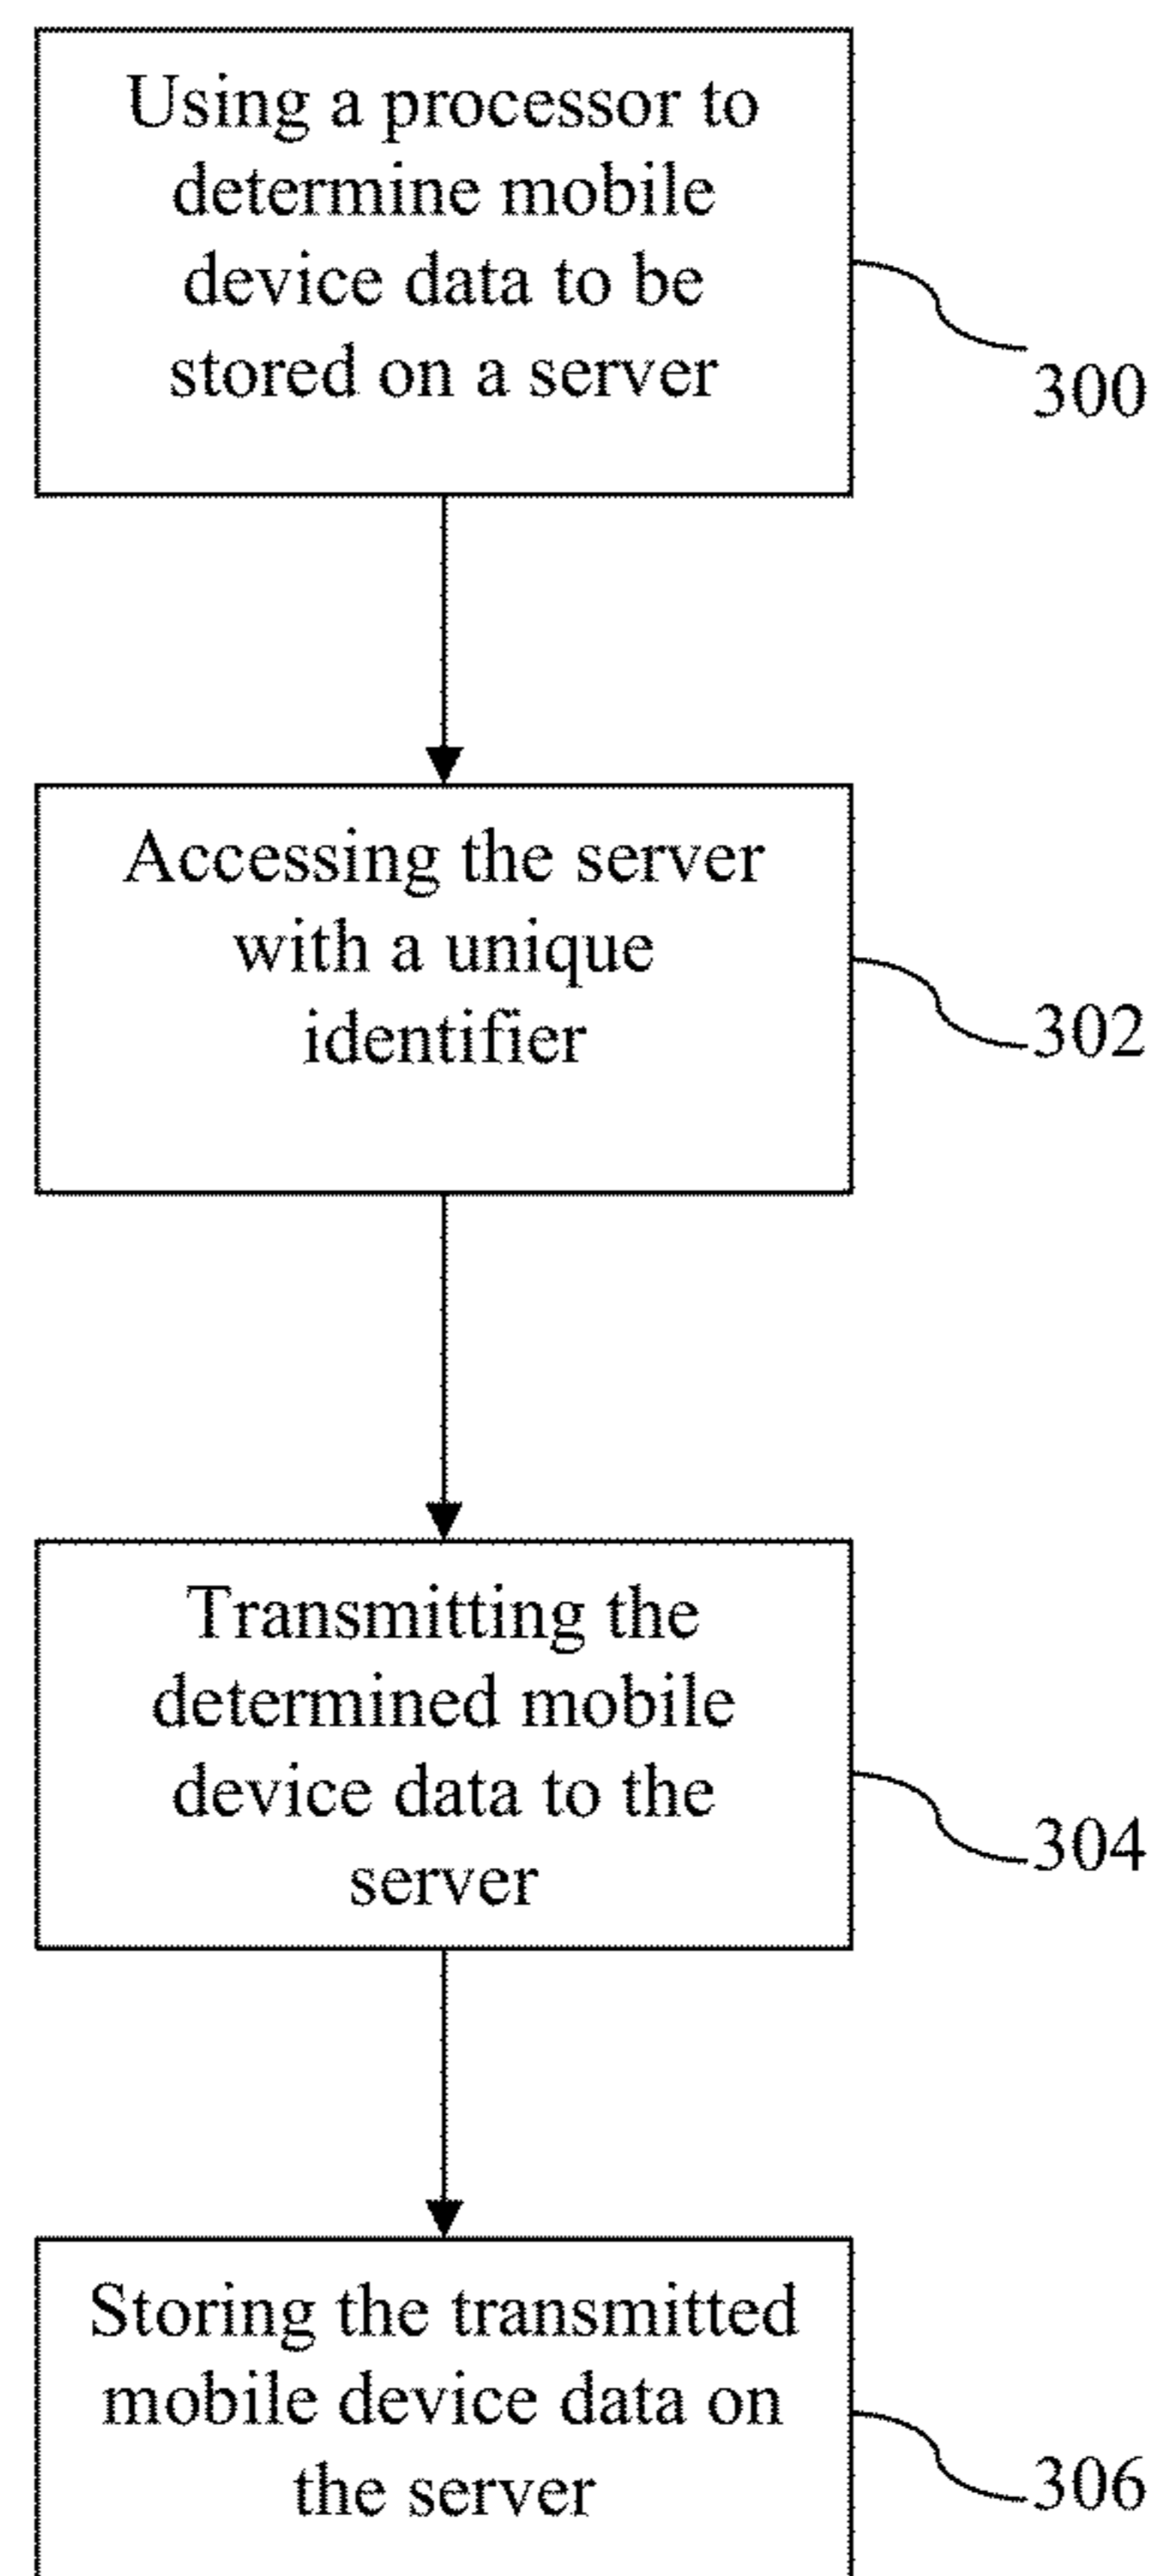 Using a processor to
determine mobile
device data to be
stored on a server
300
Accessing the server
with a unique
identifier
302
Transmitting the
determined mobile
device data to the
server
304
Storing the transmitted
mobile device data on
the server
306